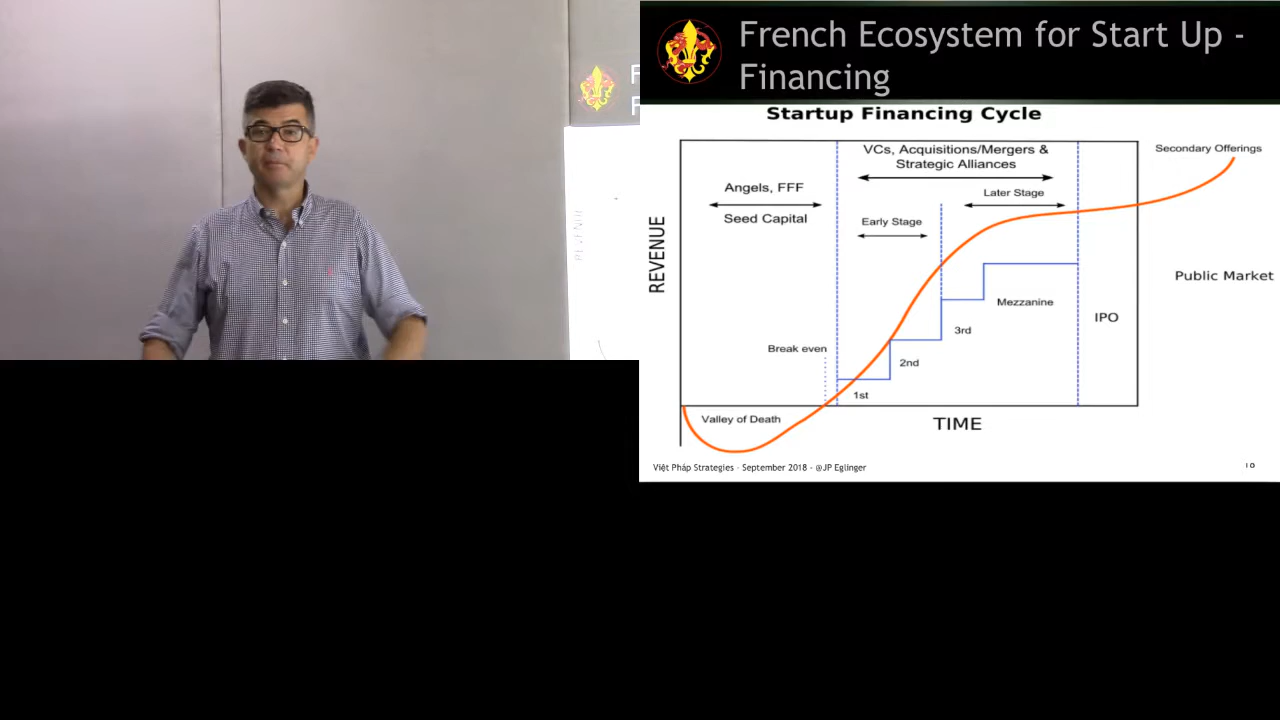 French Ecosystem for Start Up -
Financing
Startup Financing Cycle
VCs, Acquisitions/Mergers &
Strategic Alliances
Secondary Offerings
Angels, FFF
Later Stage
Seed Capital
Early Stage
REVENUE
Public Market
Mezzanine
IPO
3rd
Break even
2nd
1st
Valley of Death
TIME
Việt Pháp Strategies - September 2018 - @JP Eglinger